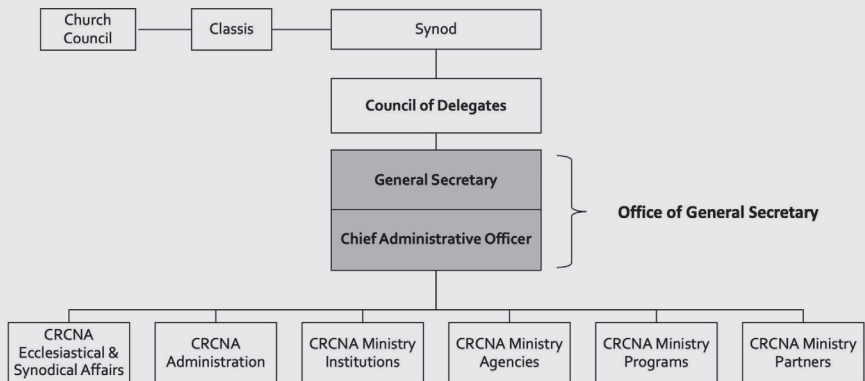 Church
Council
Classis
Synod
Council of Delegates
General Secretary
Chief Administrative Officer
Office of General Secretary
CRCNA
Ecclesiastical &
Synodical Affairs
CRCNA
Administration
CRCNA Ministry
Institutions
CRCNA Ministry
Agencies
CRCNA Ministry
Programs
CRCNA Ministry
Partners